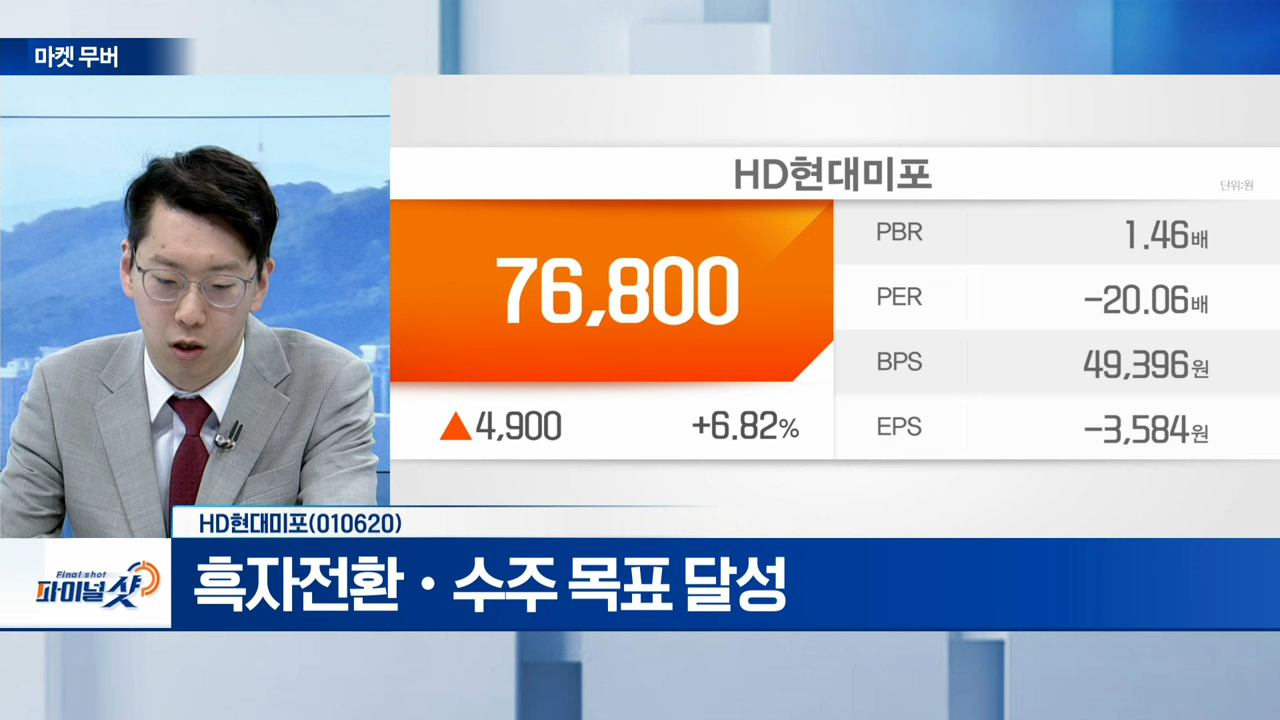 마켓 무버
HD현대미포
단위:원
76,800
▲4,900 +6.82%
PBR 1.46배
PER -20.06배
BPS 49,396원
EPS -3,584원
HD현대미포(010620)
Final shot
파이널샷
흑자전환·수주 목표 달성